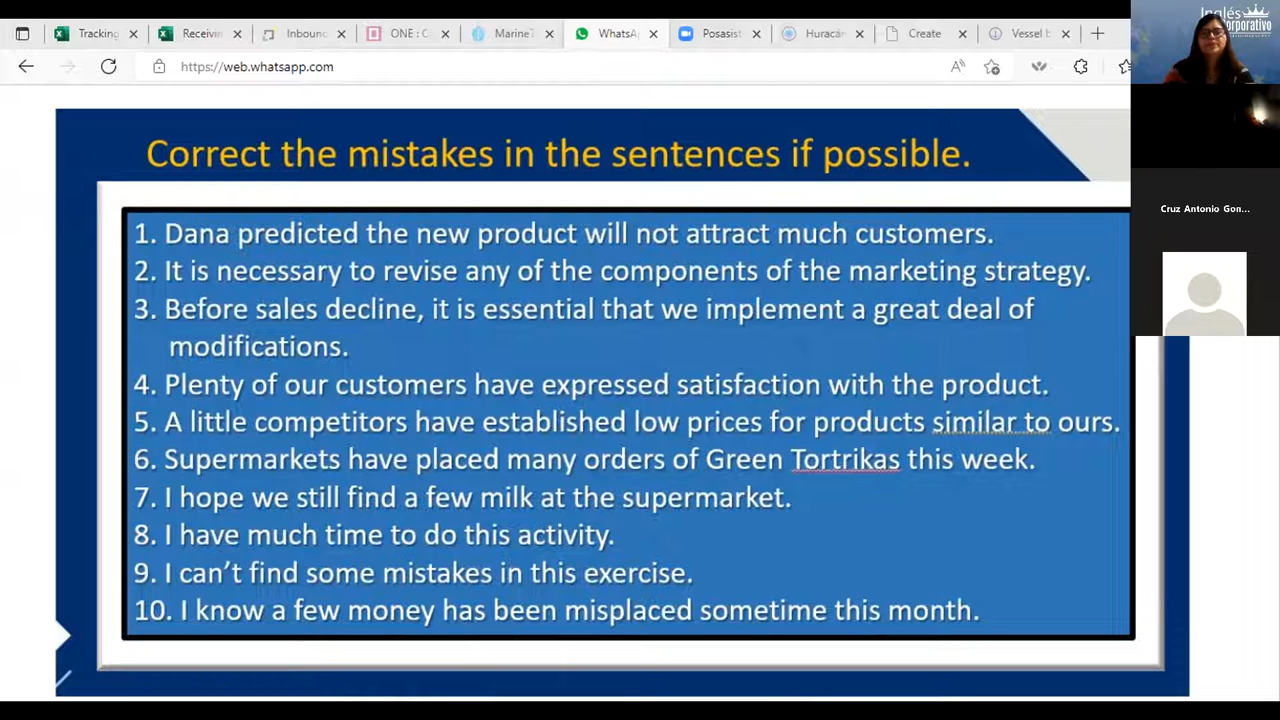 Tracking
Receivin
Inbound
ONE : C
MarineT
WhatsA
Posasist
Huracán
Create
Vessel b
https://web.whatsapp.com
Inglés
Corporativo
Cruz Antonio Gon...
Correct the mistakes in the sentences if possible.
1. Dana predicted the new product will not attract much customers.
2. It is necessary to revise any of the components of the marketing strategy.
3. Before sales decline, it is essential that we implement a great deal of
modifications.
4. Plenty of our customers have expressed satisfaction with the product.
5. A little competitors have established low prices for products similar to ours.
6. Supermarkets have placed many orders of Green Tortrikas this week.
7. I hope we still find a few milk at the supermarket.
8. I have much time to do this activity.
9. I can't find some mistakes in this exercise.
10. I know a few money has been misplaced sometime this month.